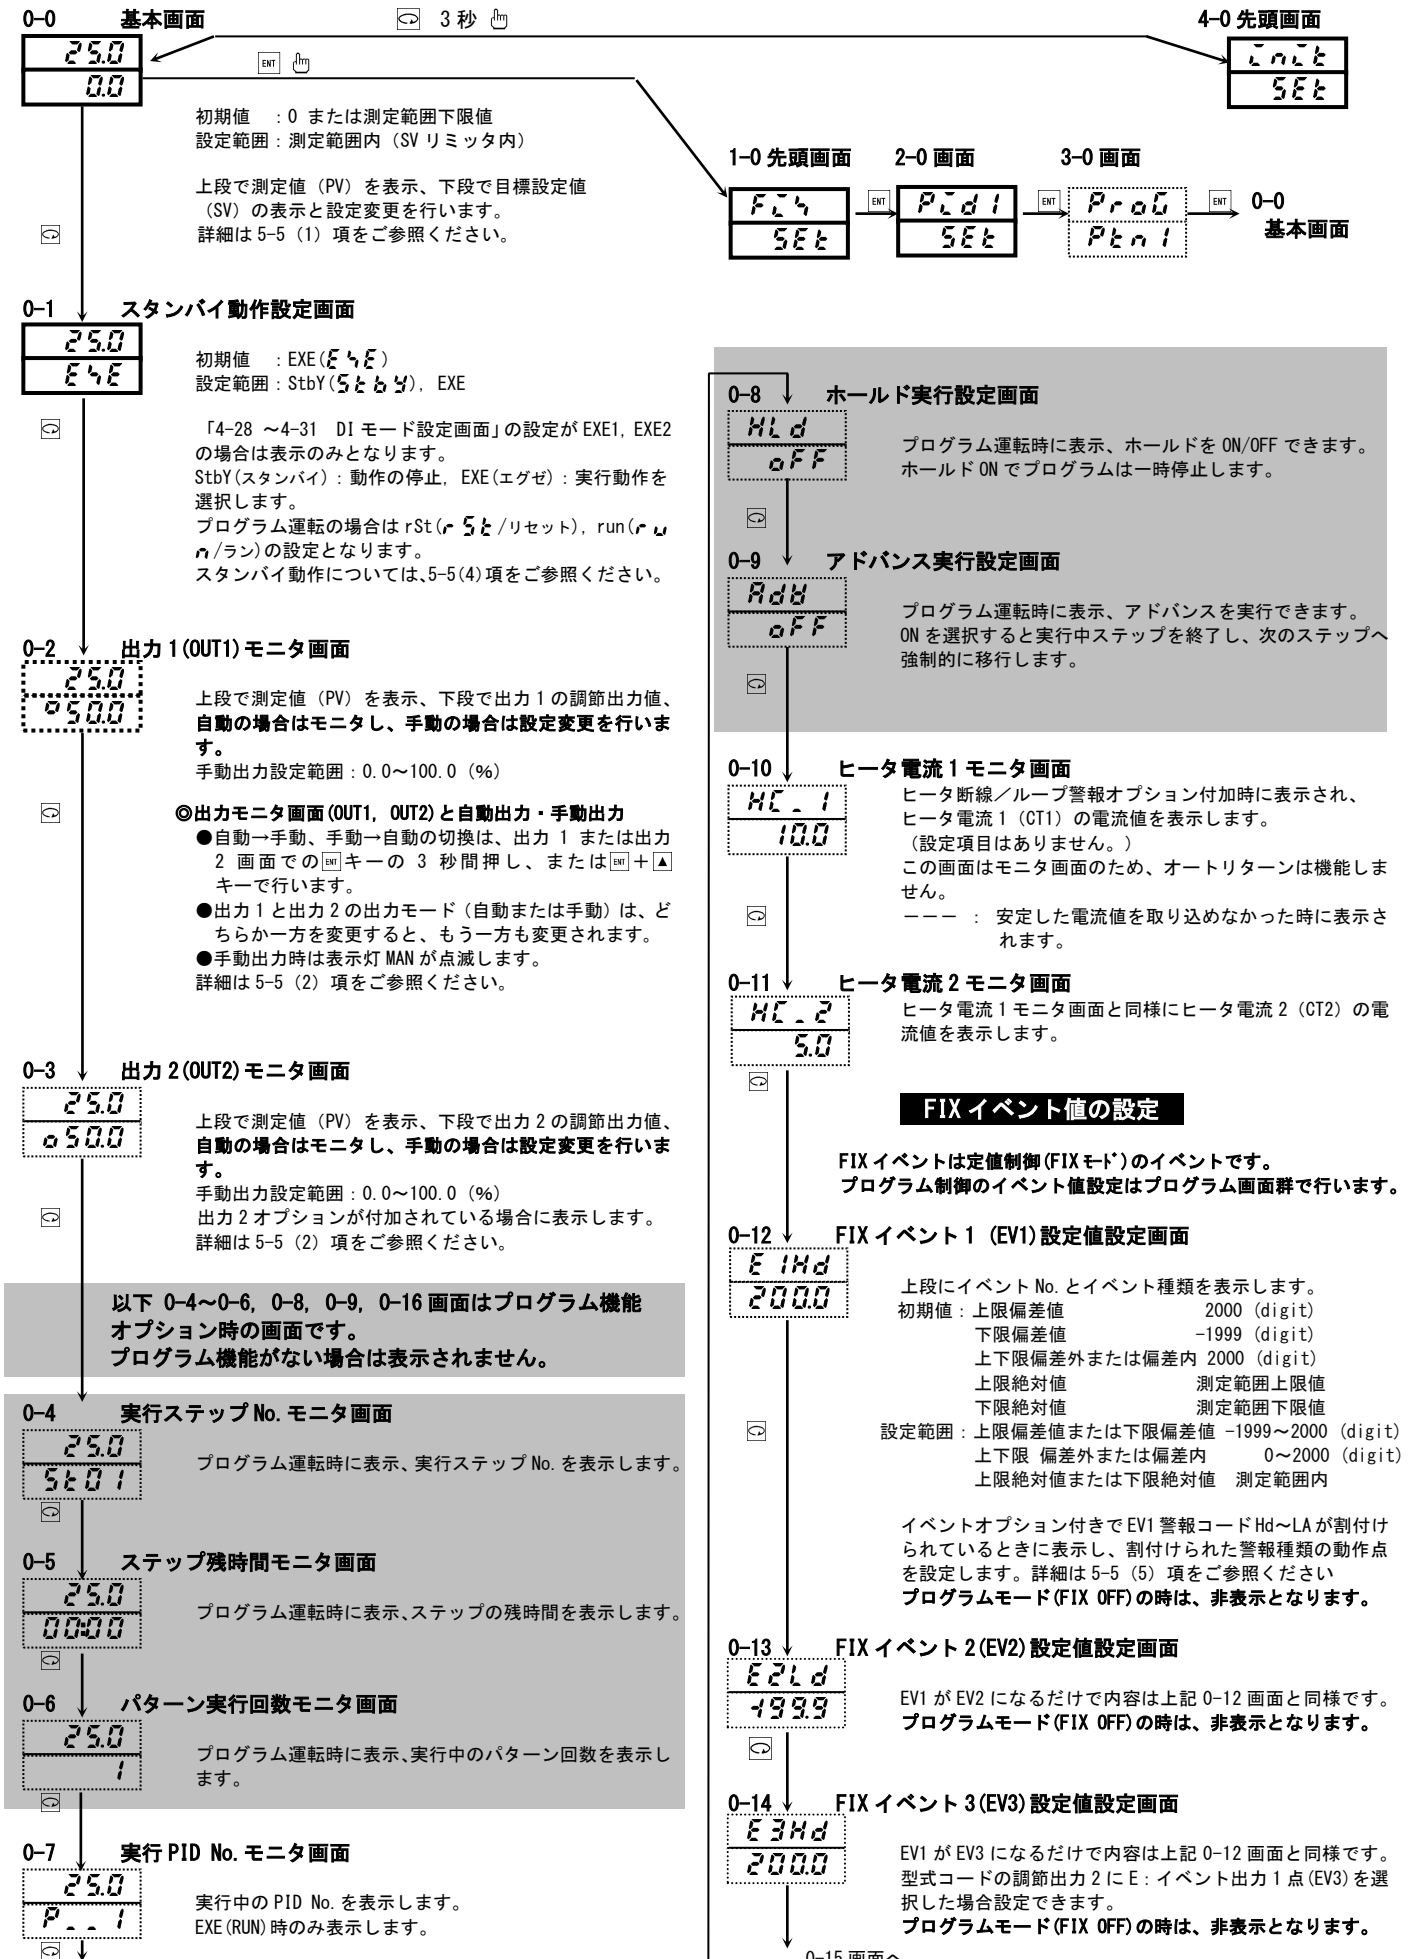 0-0 基本画面
3 秒
4-0 先頭画面
25.0
0.0
ENT
init
SEt
初期値 :0 または測定範囲下限値
設定範囲:測定範囲内(SV リミッタ内)
上段で測定値(PV)を表示、下段で目標設定値
(SV)の表示と設定変更を行います。
詳細は 5-5(1)項をご参照ください。
1-0 先頭画面 2-0 画面 3-0 画面
Fix
SEt
ENT
Pid1
SEt
ENT
ProG
Ptn1
ENT
0-0
基本画面
0-1 スタンバイ動作設定画面
25.0
EXE
初期値 :EXE(EXE)
設定範囲:StbY(StbY), EXE
「4-28 ~4-31 DI モード設定画面」の設定が EXE1, EXE2
の場合は表示のみとなります。
StbY(スタンバイ):動作の停止, EXE(エグゼ):実行動作を
選択します。
プログラム運転の場合は rSt(rSt/リセット), run(ru
n/ラン)の設定となります。
スタンバイ動作については、5-5(4)項をご参照ください。
0-2 出力 1(OUT1)モニタ画面
25.0
o50.0
上段で測定値(PV)を表示、下段で出力 1 の調節出力値、
自動の場合はモニタし、手動の場合は設定変更を行いま
す。
手動出力設定範囲:0.0~100.0(%)
◎出力モニタ画面(OUT1, OUT2)と自動出力・手動出力
●自動→手動、手動→自動の切換は、出力 1 または出力
2 画面での ENT キーの 3 秒間押し、または ENT+▲
キーで行います。
●出力 1 と出力 2 の出力モード(自動または手動)は、ど
ちらか一方を変更すると、もう一方も変更されます。
●手動出力時は表示灯 MAN が点滅します。
詳細は 5-5(2)項をご参照ください。
0-3 出力 2(OUT2)モニタ画面
25.0
o50.0
上段で測定値(PV)を表示、下段で出力 2 の調節出力値、
自動の場合はモニタし、手動の場合は設定変更を行いま
す。
手動出力設定範囲:0.0~100.0(%)
出力 2 オプションが付加されている場合に表示します。
詳細は 5-5(2)項をご参照ください。
以下 0-4~0-6, 0-8, 0-9, 0-16 画面はプログラム機能
オプション時の画面です。
プログラム機能がない場合は表示されません。
0-4 実行ステップ No.モニタ画面
25.0
St01
プログラム運転時に表示、実行ステップ No.を表示します。
0-5 ステップ残時間モニタ画面
25.0
00:00
プログラム運転時に表示、ステップの残時間を表示します。
0-6 パターン実行回数モニタ画面
25.0
1
プログラム運転時に表示、実行中のパターン回数を表示し
ます。
0-7 実行 PID No.モニタ画面
25.0
P__1
実行中の PID No.を表示します。
EXE(RUN)時のみ表示します。
0-8 ホールド実行設定画面
HLd
oFF
プログラム運転時に表示、ホールドを ON/OFF できます。
ホールド ON でプログラムは一時停止します。
0-9 アドバンス実行設定画面
AdV
oFF
プログラム運転時に表示、アドバンスを実行できます。
ON を選択すると実行中ステップを終了し、次のステップへ
強制的に移行します。
0-10 ヒータ電流 1 モニタ画面
HC_1
10.0
ヒータ断線/ループ警報オプション付加時に表示され、
ヒータ電流 1(CT1)の電流値を表示します。
(設定項目はありません。)
この画面はモニタ画面のため、オートリターンは機能しま
せん。
--- : 安定した電流値を取り込めなかった時に表示さ
れます。
0-11 ヒータ電流 2 モニタ画面
HC_2
5.0
ヒータ電流 1 モニタ画面と同様にヒータ電流 2(CT2)の電
流値を表示します。
FIX イベント値の設定
FIX イベントは定値制御(FIX モード)のイベントです。
プログラム制御のイベント値設定はプログラム画面群で行います。
0-12 FIX イベント 1 (EV1)設定値設定画面
E1Hd
200.0
上段にイベント No.とイベント種類を表示します。
初期値:上限偏差値 2000 (digit)
下限偏差値 -1999 (digit)
上下限偏差外または偏差内 2000 (digit)
上限絶対値 測定範囲上限値
下限絶対値 測定範囲下限値
設定範囲:上限偏差値または下限偏差値 -1999~2000 (digit)
上下限 偏差外または偏差内 0~2000 (digit)
上限絶対値または下限絶対値 測定範囲内
イベントオプション付きで EV1 警報コード Hd~LA が割付け
られているときに表示し、割付けられた警報種類の動作点
を設定します。詳細は 5-5(5)項をご参照ください
プログラムモード(FIX OFF)の時は、非表示となります。
0-13 FIX イベント 2(EV2)設定値設定画面
E2Ld
-199.9
EV1 が EV2 になるだけで内容は上記 0-12 画面と同様です。
プログラムモード(FIX OFF)の時は、非表示となります。
0-14 FIX イベント 3(EV3)設定値設定画面
E3Hd
200.0
EV1 が EV3 になるだけで内容は上記 0-12 画面と同様です。
型式コードの調節出力 2 に E:イベント出力 1 点(EV3)を選
択した場合設定できます。
プログラムモード(FIX OFF)の時は、非表示となります。
0-15 画面へ